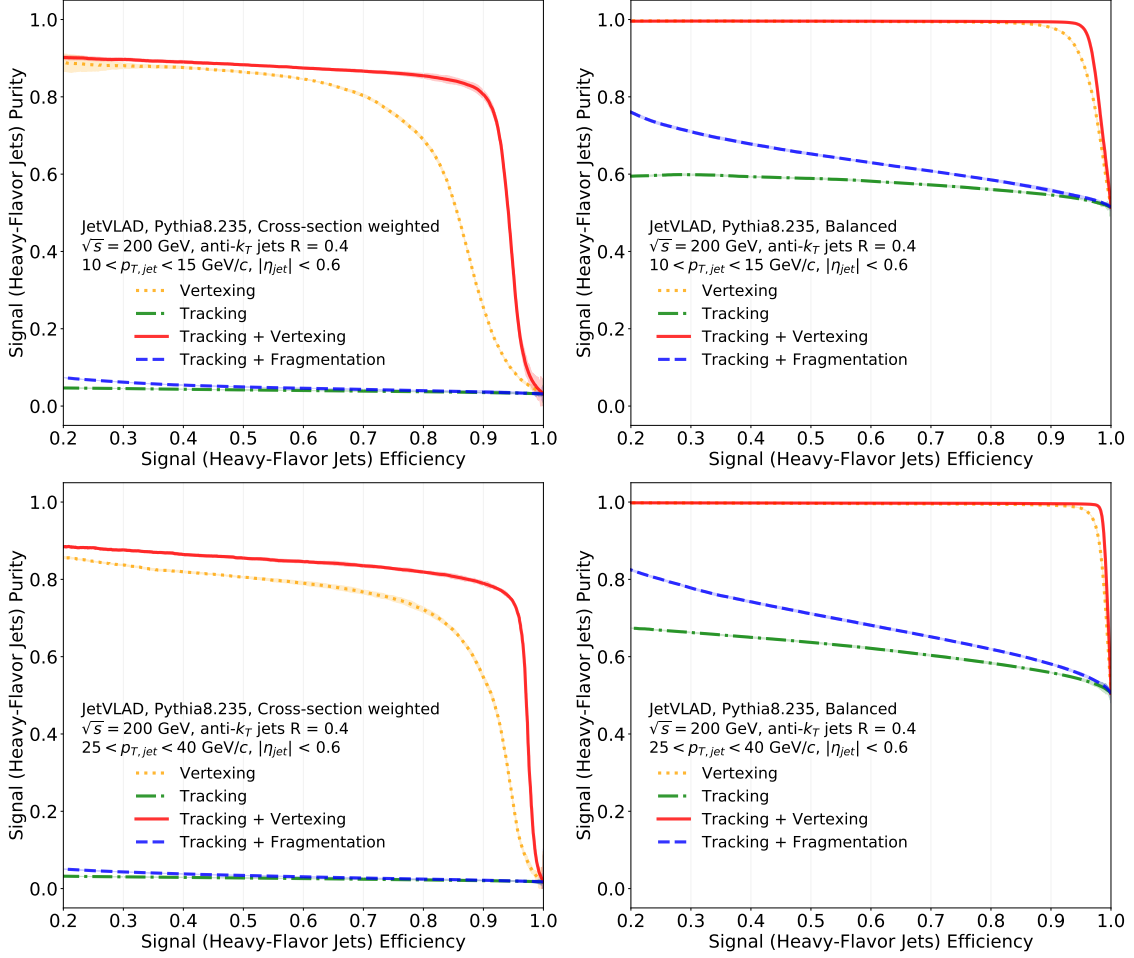 1.0
0.8
0.6
0.4
0.2
0.0
Signal (Heavy-Flavor Jets) Purity
JetVLAD, Pythia8.235, Cross-section weighted
√s = 200 GeV, anti-k_T jets R = 0.4
10 < p_{T,jet} < 15 GeV/c, |η_{jet}| < 0.6
Vertexing
Tracking
Tracking + Vertexing
Tracking + Fragmentation
0.2 0.3 0.4 0.5 0.6 0.7 0.8 0.9 1.0
Signal (Heavy-Flavor Jets) Efficiency
1.0
0.8
0.6
0.4
0.2
0.0
Signal (Heavy-Flavor Jets) Purity
JetVLAD, Pythia8.235, Balanced
√s = 200 GeV, anti-k_T jets R = 0.4
10 < p_{T,jet} < 15 GeV/c, |η_{jet}| < 0.6
Vertexing
Tracking
Tracking + Vertexing
Tracking + Fragmentation
0.2 0.3 0.4 0.5 0.6 0.7 0.8 0.9 1.0
Signal (Heavy-Flavor Jets) Efficiency
1.0
0.8
0.6
0.4
0.2
0.0
Signal (Heavy-Flavor Jets) Purity
JetVLAD, Pythia8.235, Cross-section weighted
√s = 200 GeV, anti-k_T jets R = 0.4
25 < p_{T,jet} < 40 GeV/c, |η_{jet}| < 0.6
Vertexing
Tracking
Tracking + Vertexing
Tracking + Fragmentation
0.2 0.3 0.4 0.5 0.6 0.7 0.8 0.9 1.0
Signal (Heavy-Flavor Jets) Efficiency
1.0
0.8
0.6
0.4
0.2
0.0
Signal (Heavy-Flavor Jets) Purity
JetVLAD, Pythia8.235, Balanced
√s = 200 GeV, anti-k_T jets R = 0.4
25 < p_{T,jet} < 40 GeV/c, |η_{jet}| < 0.6
Vertexing
Tracking
Tracking + Vertexing
Tracking + Fragmentation
0.2 0.3 0.4 0.5 0.6 0.7 0.8 0.9 1.0
Signal (Heavy-Flavor Jets) Efficiency